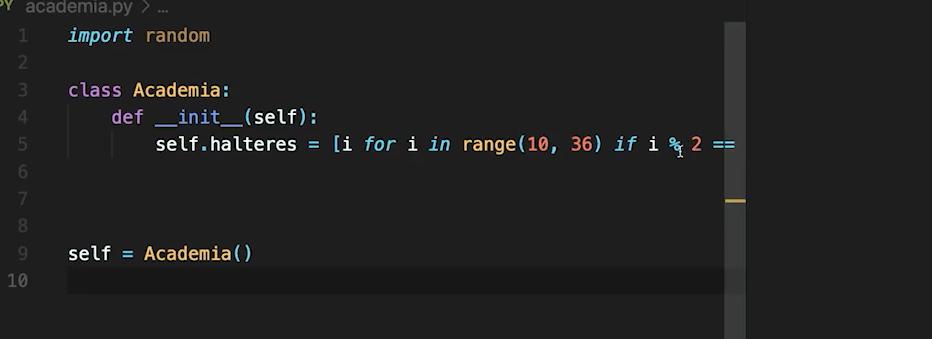 PY academia.py > ...
1 import random
2
3 class Academia:
4 def __init__(self):
5 self.halteres = [i for i in range(10, 36) if i % 2 ==
6
7
8
9 self = Academia()
10